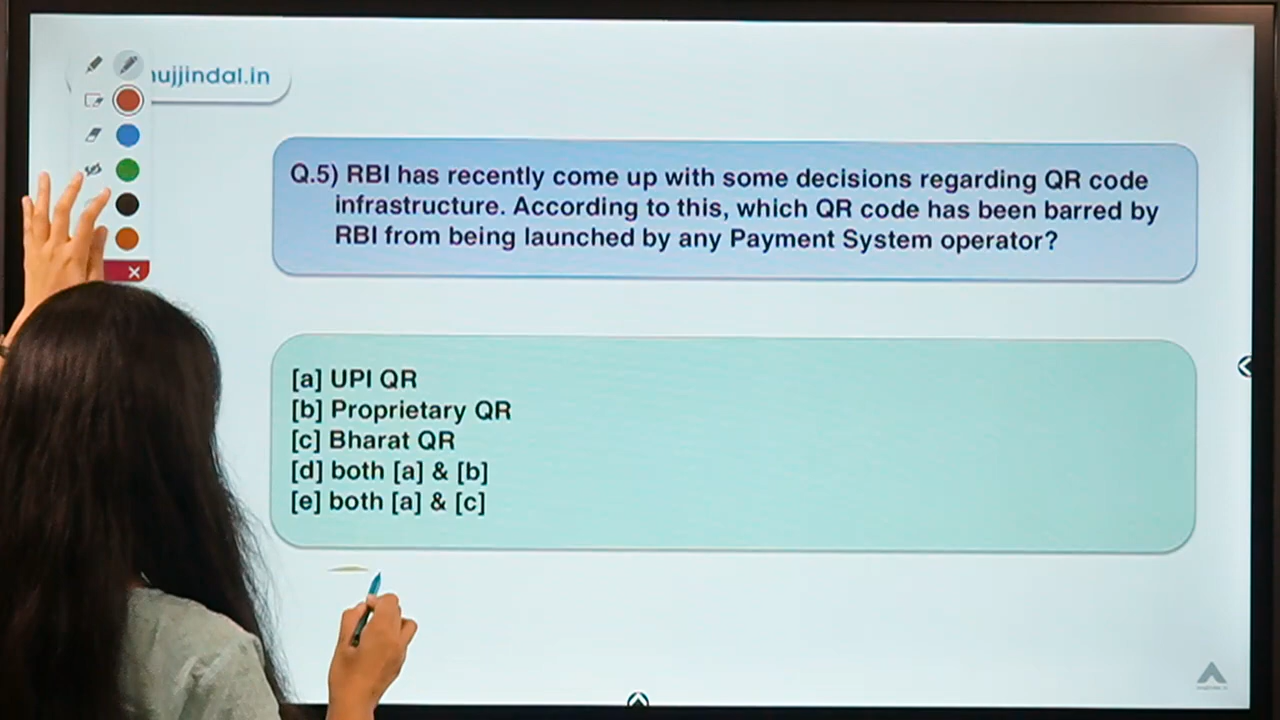 ujjindal.in
Q.5) RBI has recently come up with some decisions regarding QR code
infrastructure. According to this, which QR code has been barred by
RBI from being launched by any Payment System operator?
[a] UPI QR
[b] Proprietary QR
[c] Bharat QR
[d] both [a] & [b]
[e] both [a] & [c]